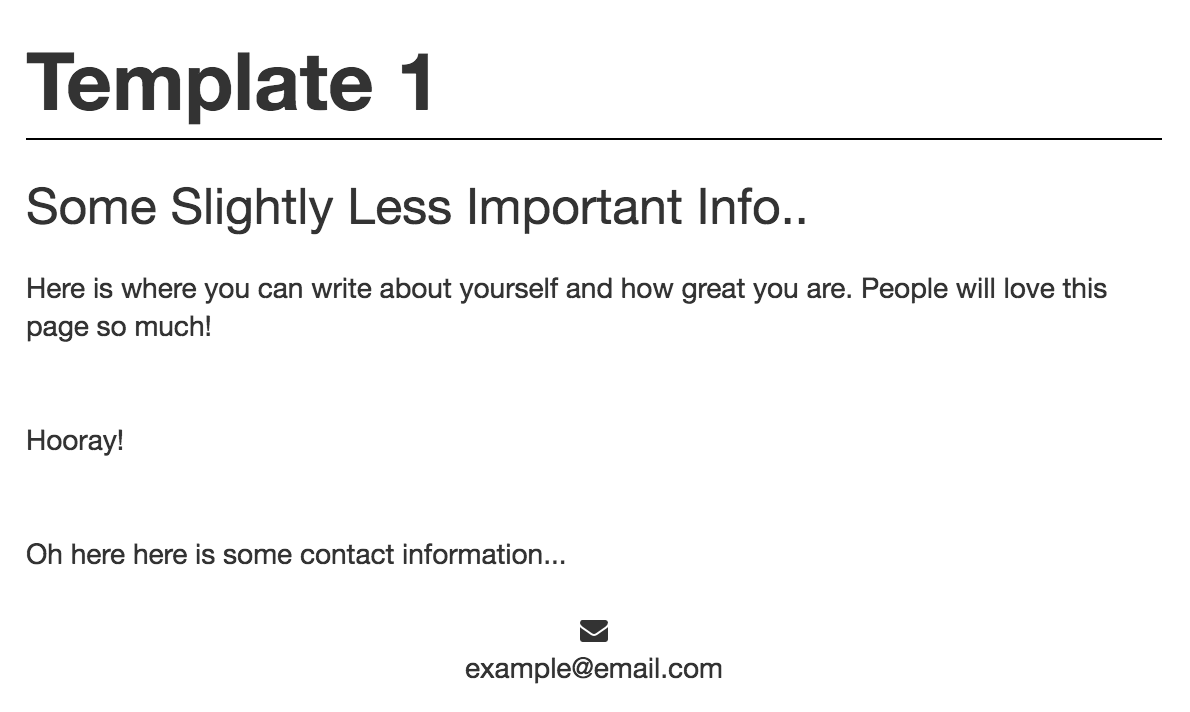 Template 1
Some Slightly Less Important Info..
Here is where you can write about yourself and how great you are. People will love this
page so much!
Hooray!
Oh here here is some contact information...
example@email.com